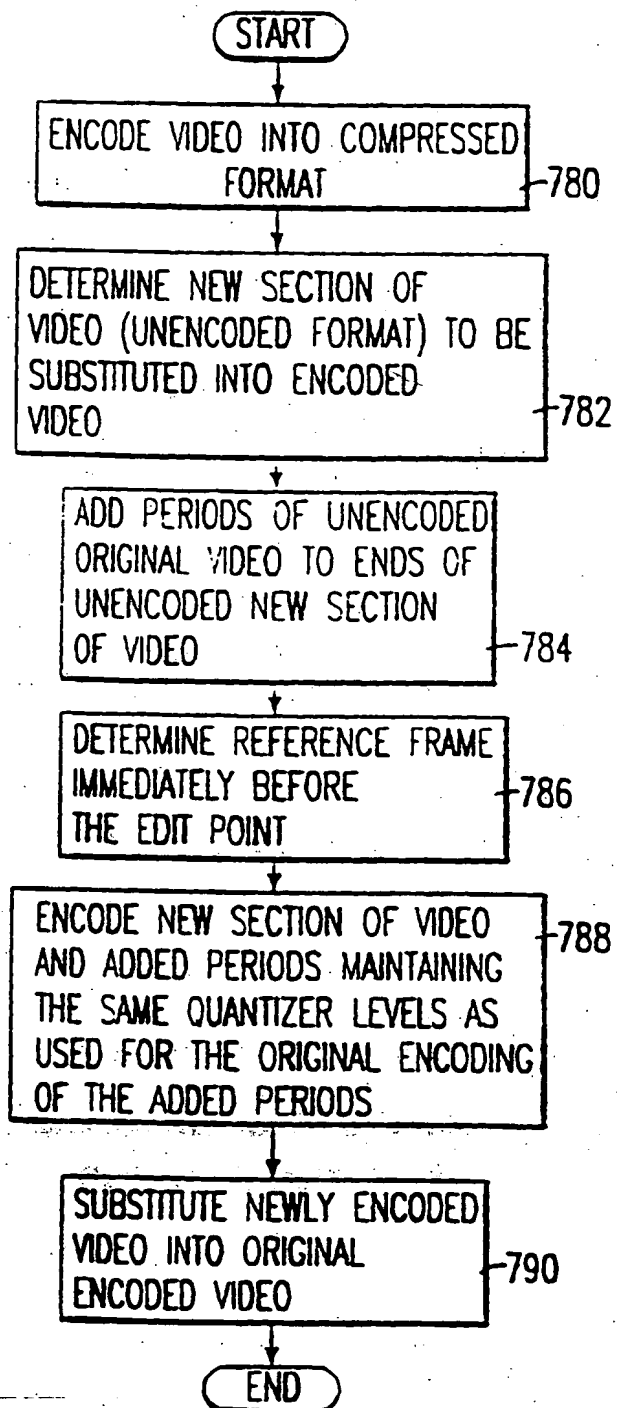 START
ENCODE VIDEO INTO COMPRESSED
FORMAT
780
DETERMINE NEW SECTION OF
VIDEO (UNENCODED FORMAT) TO BE
SUBSTITUTED INTO ENCODED
VIDEO
782
ADD PERIODS OF UNENCODED
ORIGINAL VIDEO TO ENDS OF
UNENCODED NEW SECTION
OF VIDEO
784
DETERMINE REFERENCE FRAME
IMMEDIATELY BEFORE
THE EDIT POINT
786
ENCODE NEW SECTION OF VIDEO
AND ADDED PERIODS MAINTAINING
THE SAME QUANTIZER LEVELS AS
USED FOR THE ORIGINAL ENCODING
OF THE ADDED PERIODS
788
SUBSTITUTE NEWLY ENCODED
VIDEO INTO ORIGINAL
ENCODED VIDEO
790
END